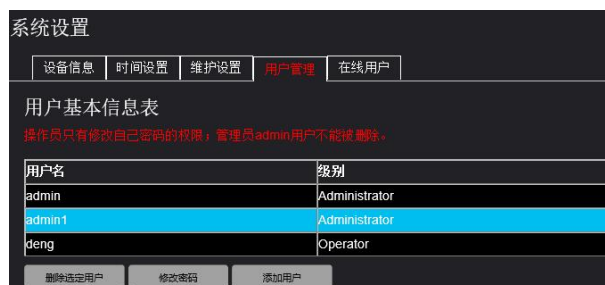 系统设置
设备信息 时间设置 维护设置 用户管理 在线用户
用户基本信息表
操作员只有修改自己密码的权限；管理员admin用户不能被删除。
用户名 级别
admin Administrator
admin1 Administrator
deng Operator
删除选定用户 修改密码 添加用户